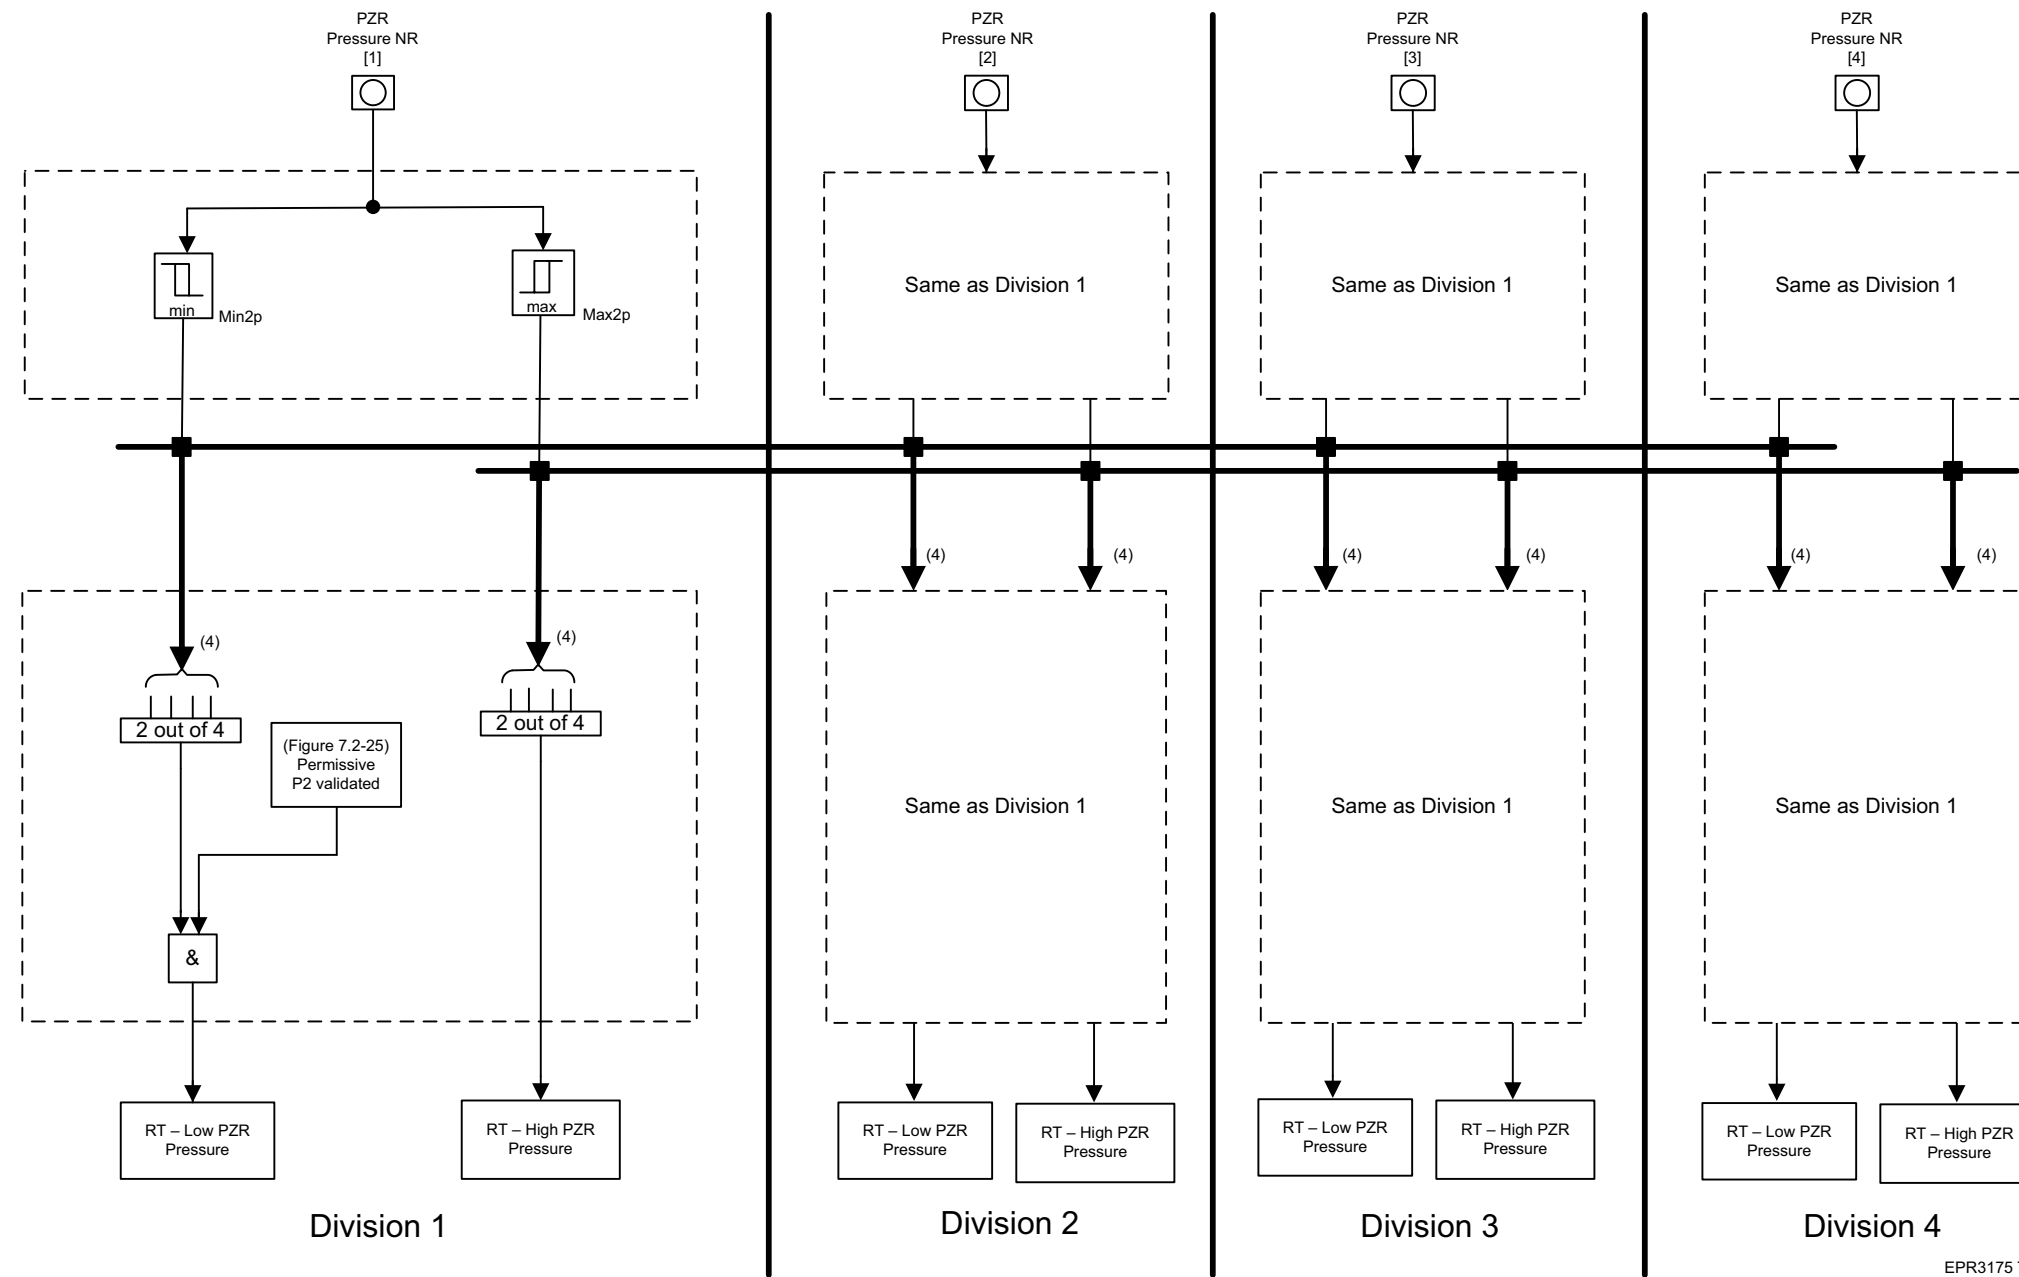 PZR
Pressure NR
[1]
PZR
Pressure NR
[2]
PZR
Pressure NR
[3]
PZR
Pressure NR
[4]
min
Min2p
max
Max2p
Same as Division 1
Same as Division 1
Same as Division 1
(4)
(4)
(4)
(4)
(4)
(4)
(4)
(4)
2 out of 4
2 out of 4
(Figure 7.2-25)
Permissive
P2 validated
&
Same as Division 1
Same as Division 1
Same as Division 1
RT – Low PZR
Pressure
RT – High PZR
Pressure
RT – Low PZR
Pressure
RT – High PZR
Pressure
RT – Low PZR
Pressure
RT – High PZR
Pressure
RT – Low PZR
Pressure
RT – High PZR
Pressure
Division 1
Division 2
Division 3
Division 4
EPR3175